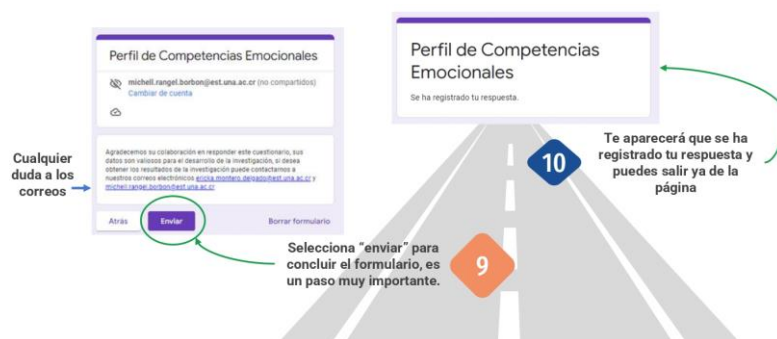 Perfil de Competencias Emocionales
michell.rangel.borbon@est.una.ac.cr (no compartidos)
Cambiar de cuenta
Agradecemos su colaboración en responder este cuestionario, sus
datos son valiosos para el desarrollo de la investigación, si desea
obtener los resultados de la investigación puede contactarnos a
nuestros correos electrónicos ericka.montero.delgado@est.una.ac.cr y
michell.rangel.borbon@est.una.ac.cr
Atrás
Enviar
Borrar formulario
Cualquier
duda a los
correos
Selecciona “enviar” para
concluir el formulario, es
un paso muy importante.
9
Perfil de Competencias
Emocionales
Se ha registrado tu respuesta.
10
Te aparecerá que se ha
registrado tu respuesta y
puedes salir ya de la
página